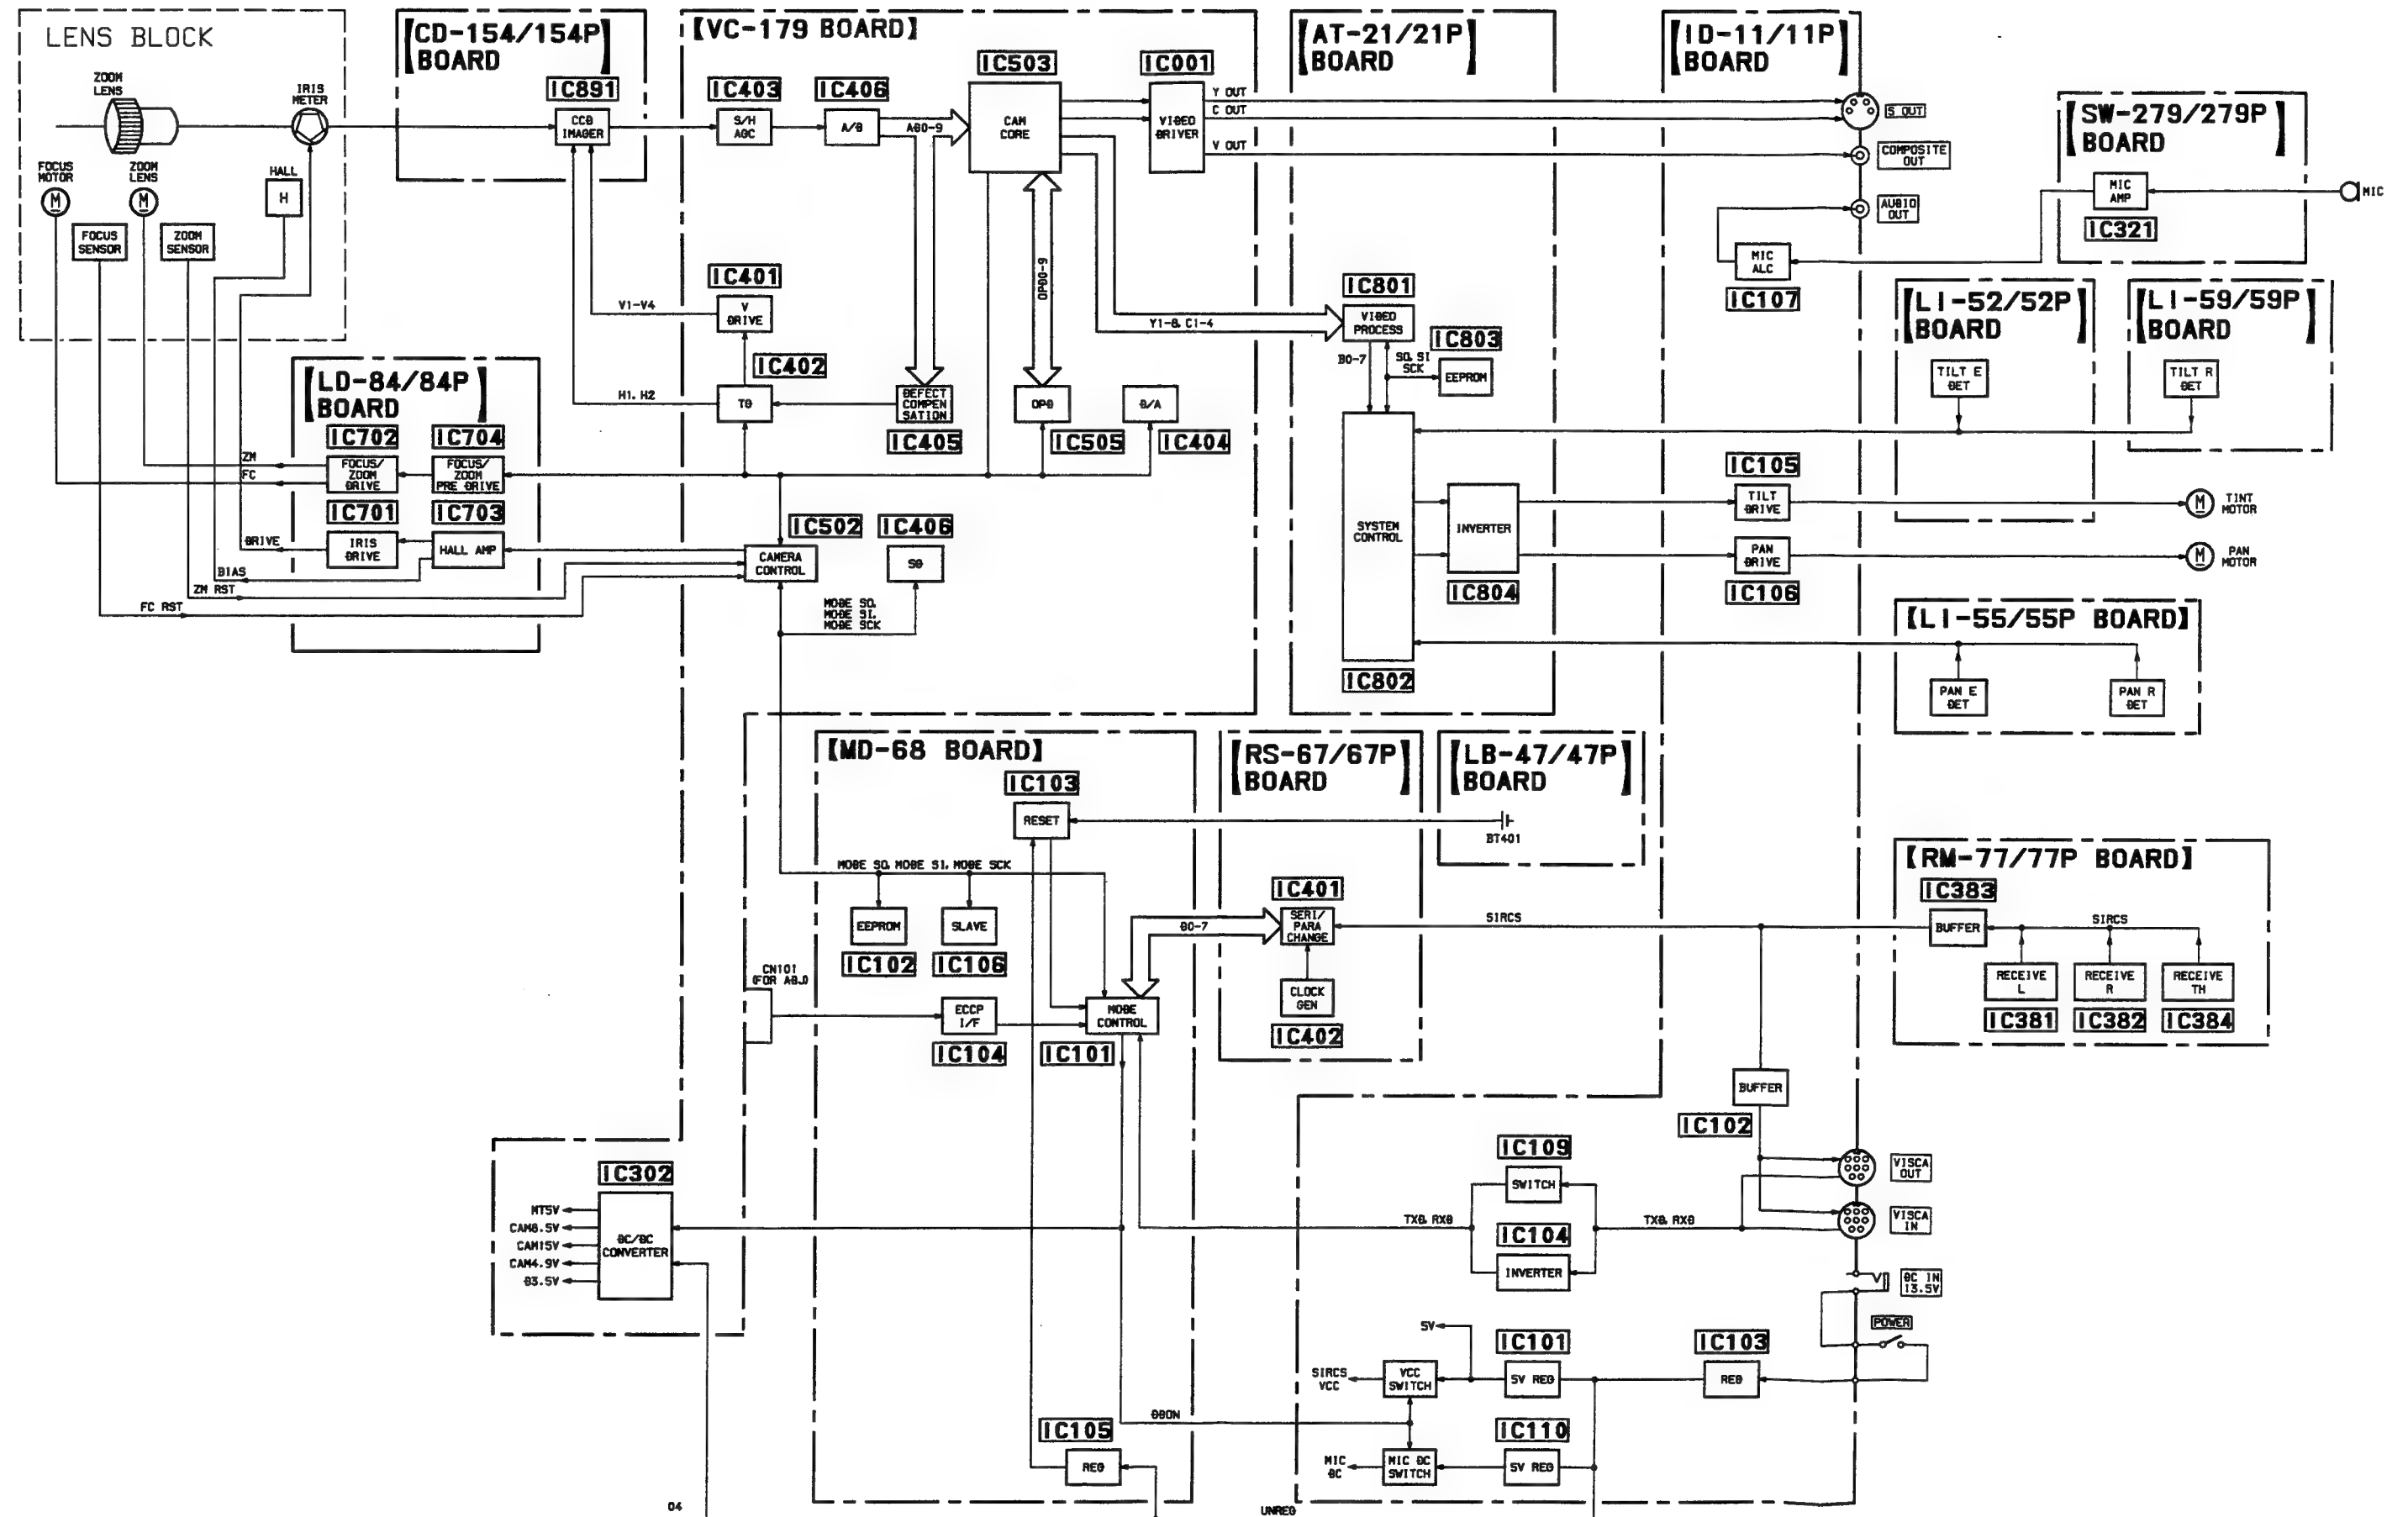 LENS BLOCK
ZOOM
LENS
IRIS
METER
FOCUS
MOTOR
ZOOM
LENS
HALL
H
M
M
FOCUS
SENSOR
ZOOM
SENSOR
【CD-154/154P】
BOARD
IC891
CCD
IMAGER
【VC-179 BOARD】
IC403
S/H
AGC
IC406
A/D
AD0-9
IC503
CAM
CORE
IC001
VIDEO
DRIVER
Y OUT
C OUT
V OUT
IC401
V
DRIVE
V1-V4
IC402
TG
H1. H2
DEFECT
COMPEN
SATION
IC405
OPD0-9
OPD
IC505
D/A
IC404
Y1-8. C1-4
IC502
CAMERA
CONTROL
IC406
SG
MODE SO.
MODE SI.
MODE SCK
【LD-84/84P】
BOARD
IC702
FOCUS/
ZOOM
DRIVE
IC704
FOCUS/
ZOOM
PRE DRIVE
IC701
IRIS
DRIVE
IC703
HALL AMP
ZM
FC
DRIVE
BIAS
ZM RST
FC RST
【AT-21/21P】
BOARD
IC801
VIDEO
PROCESS
IC803
EEPROM
D0-7
SO. SI
SCK
SYSTEM
CONTROL
IC802
INVERTER
IC804
【ID-11/11P】
BOARD
S OUT
COMPOSITE
OUT
AUDIO
OUT
MIC
ALC
IC107
【SW-279/279P】
BOARD
MIC
AMP
IC321
MIC
【LI-52/52P】
BOARD
TILT E
DET
【LI-59/59P】
BOARD
TILT R
DET
IC105
TILT
DRIVE
M
TINT
MOTOR
PAN
DRIVE
IC106
M
PAN
MOTOR
【LI-55/55P BOARD】
PAN E
DET
PAN R
DET
【MD-68 BOARD】
IC103
RESET
MODE SO. MODE SI. MODE SCK
EEPROM
IC102
SLAVE
IC106
CN101
(FOR ADJ)
ECCP
I/F
IC104
MODE
CONTROL
IC101
D0-7
【RS-67/67P】
BOARD
IC401
SERI/
PARA
CHANGE
CLOCK
GEN
IC402
【LB-47/47P】
BOARD
BT401
SIRCS
【RM-77/77P BOARD】
IC383
BUFFER
SIRCS
RECEIVE
L
RECEIVE
R
RECEIVE
TH
IC381
IC382
IC384
BUFFER
IC102
IC109
SWITCH
IC104
INVERTER
TXD. RXD
TXD. RXD
VISCA
OUT
VISCA
IN
DC IN
13.5V
POWER
IC302
DC/DC
CONVERTER
MT5V
CAM8.5V
CAM15V
CAM4.9V
D3.5V
5V
IC101
5V REG
IC103
REG
SIRCS
VCC
VCC
SWITCH
DDON
IC110
5V REG
MIC
DC
MIC DC
SWITCH
IC105
REG
04
UNREG